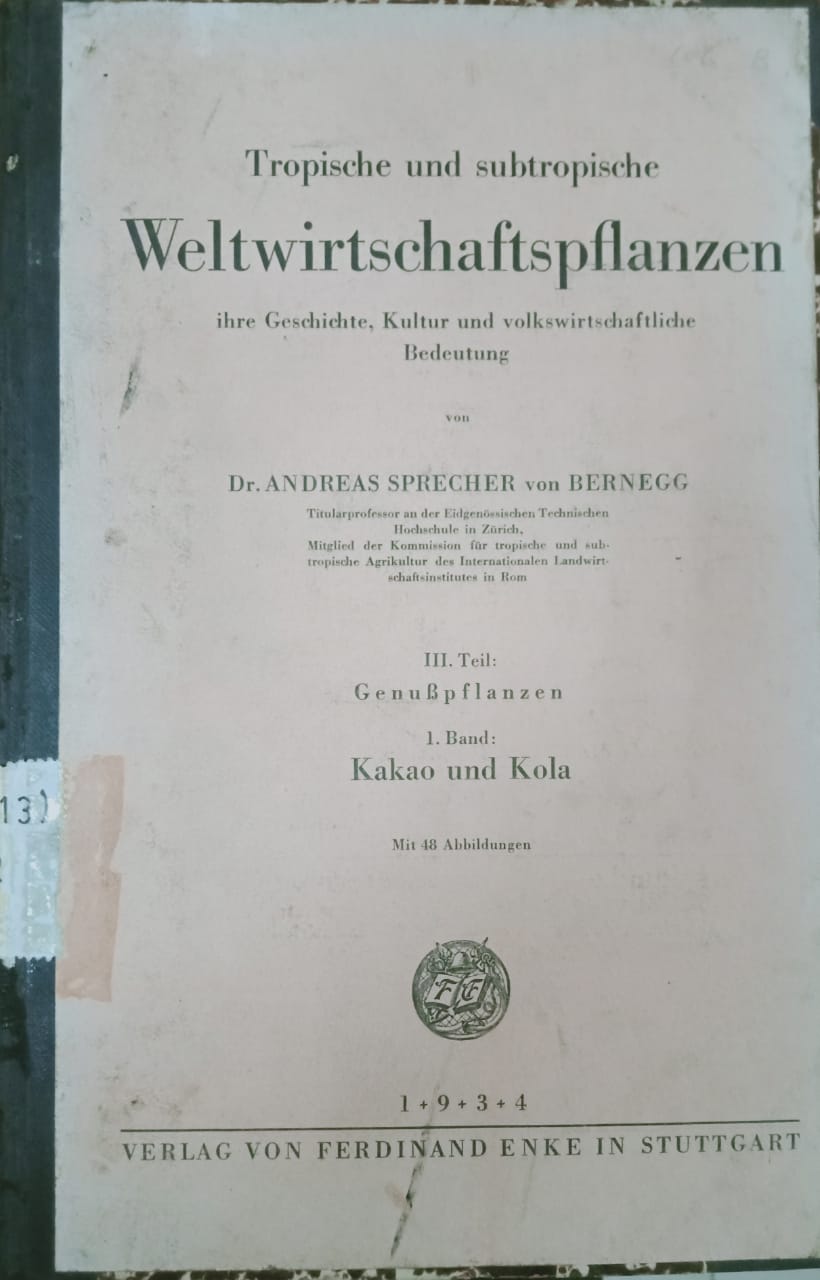 Tropische und subtropische
Weltwirtschaftspflanzen
ihre Geschichte, Kultur und volkswirtschaftliche
Bedeutung
von
Dr. ANDREAS SPRECHER von BERNEGG
Titularprofessor an der Eidgenössischen Technischen
Hochschule in Zürich,
Mitglied der Kommission für tropische und sub-
tropische Agrikultur des Internationalen Landwirt-
schaftsinstitutes in Rom
III. Teil:
Genußpflanzen
1. Band:
Kakao und Kola
13)
Mit 48 Abbildungen
F E
1+9+3+4
VERLAG VON FERDINAND ENKE IN STUTTGART